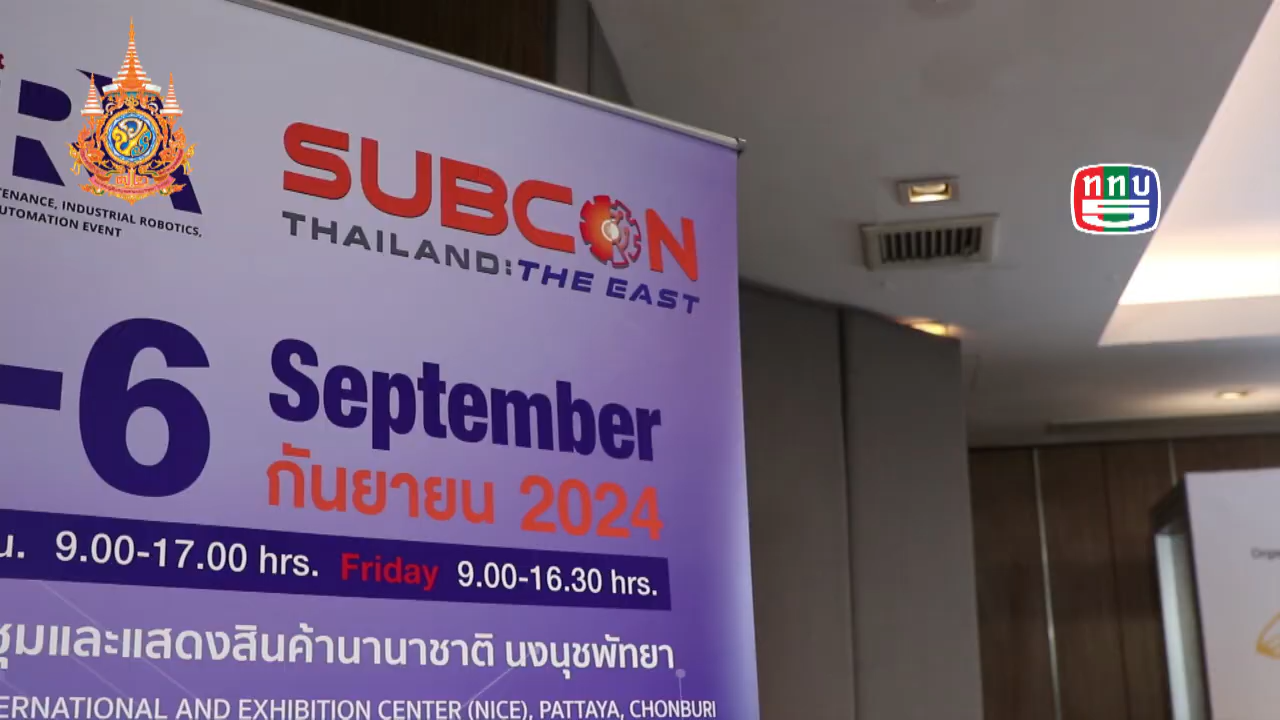 RA
TENANCE, INDUSTRIAL ROBOTICS,
UTOMATION EVENT
SUBCON
THAILAND:THE EAST
-6 September
กันยายน 2024
น. 9.00-17.00 hrs. Friday 9.00-16.30 hrs.
ชุมและแสดงสินค้านานาชาติ นงนุชพัทยา
ERNATIONAL AND EXHIBITION CENTER (NICE), PATTAYA, CHONBURI
ททบ
5